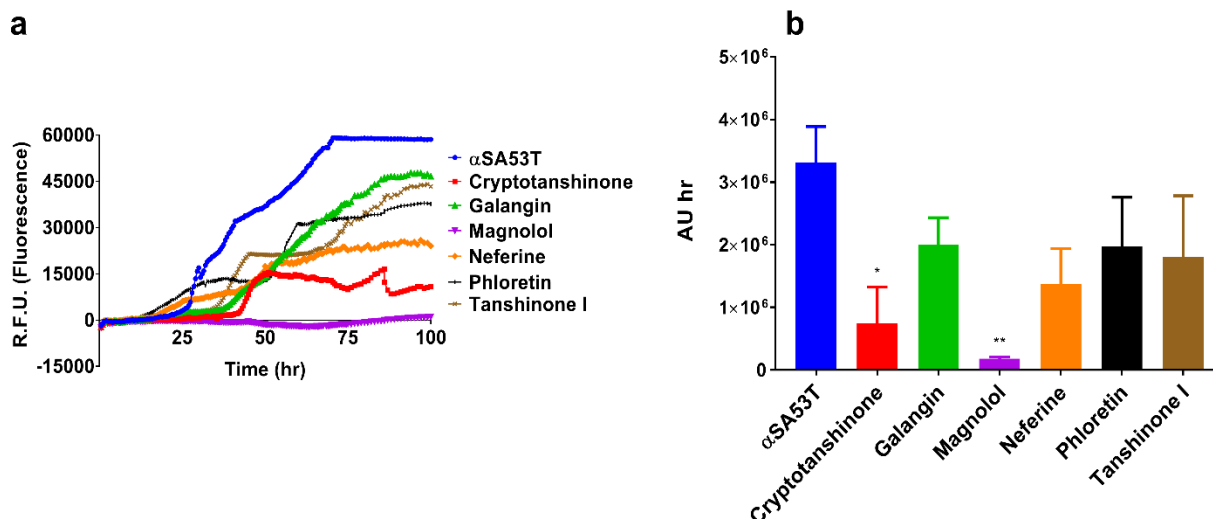 a
R.F.U. (Fluorescence)
60000
45000
30000
15000
0
-15000
25
50
75
100
Time (hr)
αSA53T
Cryptotanshinone
Galangin
Magnolol
Neferine
Phloretin
Tanshinone I
b
AU hr
5×10⁶
4×10⁶
3×10⁶
2×10⁶
1×10⁶
0
*
**
αSA53T
Cryptotanshinone
Galangin
Magnolol
Neferine
Phloretin
Tanshinone I